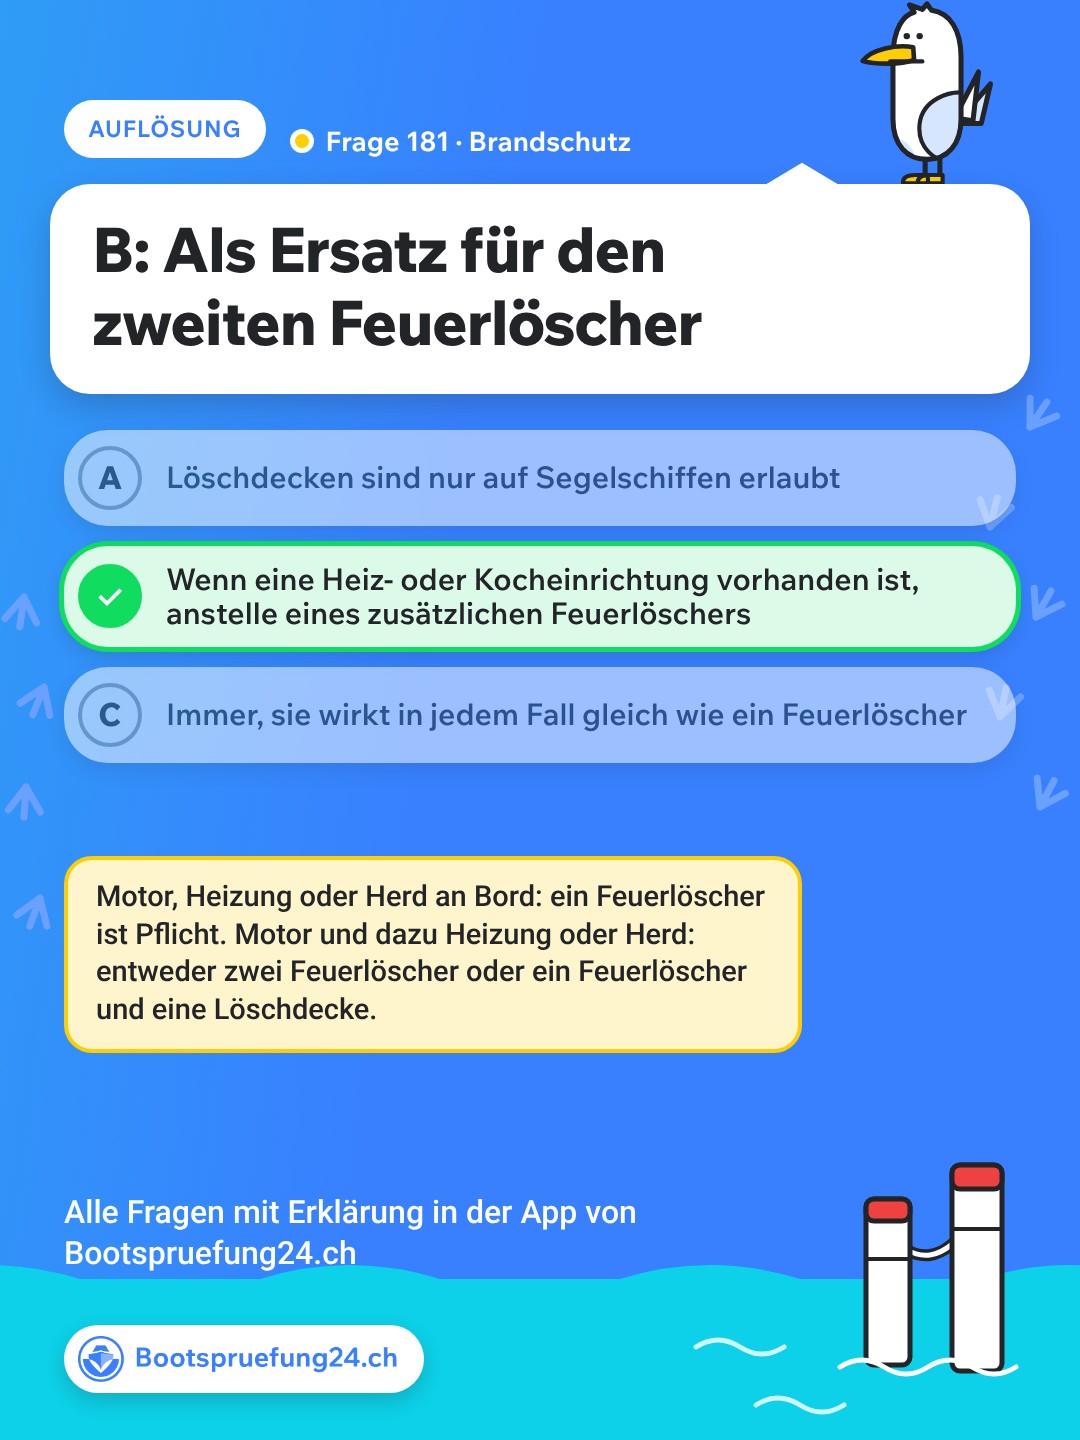 AUFLÖSUNG
Frage 181 · Brandschutz
B: Als Ersatz für den
zweiten Feuerlöscher
A
Löschdecken sind nur auf Segelschiffen erlaubt
Wenn eine Heiz- oder Kocheinrichtung vorhanden ist,
anstelle eines zusätzlichen Feuerlöschers
C
Immer, sie wirkt in jedem Fall gleich wie ein Feuerlöscher
Motor, Heizung oder Herd an Bord: ein Feuerlöscher
ist Pflicht. Motor und dazu Heizung oder Herd:
entweder zwei Feuerlöscher oder ein Feuerlöscher
und eine Löschdecke.
Alle Fragen mit Erklärung in der App von
Bootspruefung24.ch
Bootspruefung24.ch